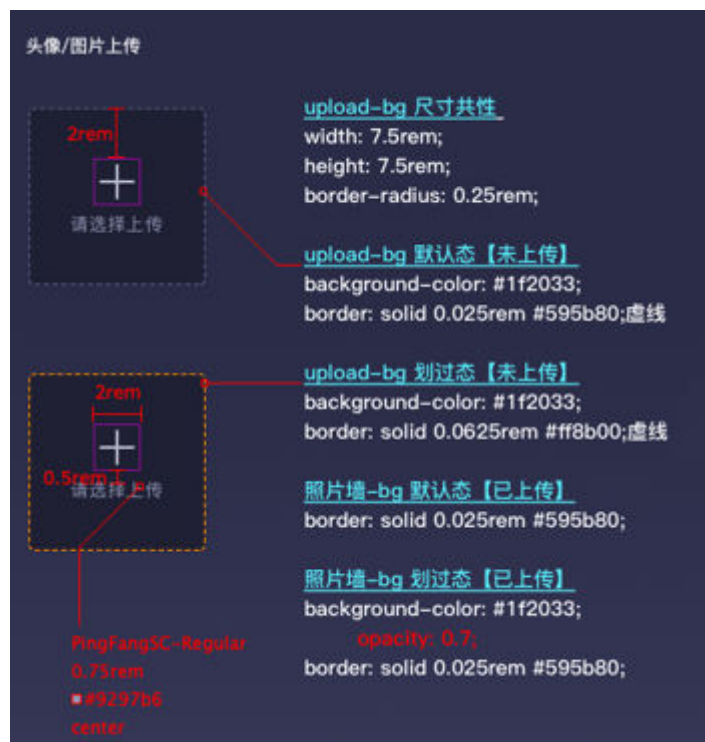 头像/图片上传
2rem
请选择上传
upload-bg 尺寸共性
width: 7.5rem;
height: 7.5rem;
border-radius: 0.25rem;
upload-bg 默认态【未上传】
background-color: #1f2033;
border: solid 0.025rem #595b80;虚线
2rem
0.5rem
请选择上传
upload-bg 划过态【未上传】
background-color: #1f2033;
border: solid 0.0625rem #ff8b00;虚线
照片墙-bg 默认态【已上传】
border: solid 0.025rem #595b80;
照片墙-bg 划过态【已上传】
background-color: #1f2033;
opacity: 0.7;
border: solid 0.025rem #595b80;
PingFangSC-Regular
0.75rem
#9297b6
center